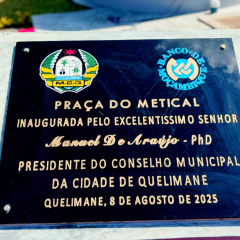 M.C.Q
BANCO DE MOÇAMBIQUE
PRAÇA DO METICAL
INAUGURADA PELO EXCELENTISSIMO SENHOR
Manuel De Araújo - PhD
PRESIDENTE DO CONSELHO MUNICIPAL
DA CIDADE DE QUELIMANE
QUELIMANE, 8 DE AGOSTO DE 2025